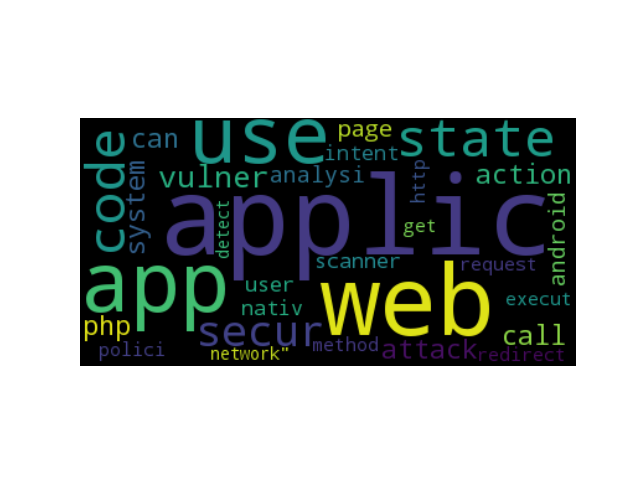 code
can
use
page
state
system
intent
vulner
analysi
http
action
applic
detect
get
android
app
scanner
request
user
web
execut
nativ
php
secur
call
polici
network"
method
attack
redirect